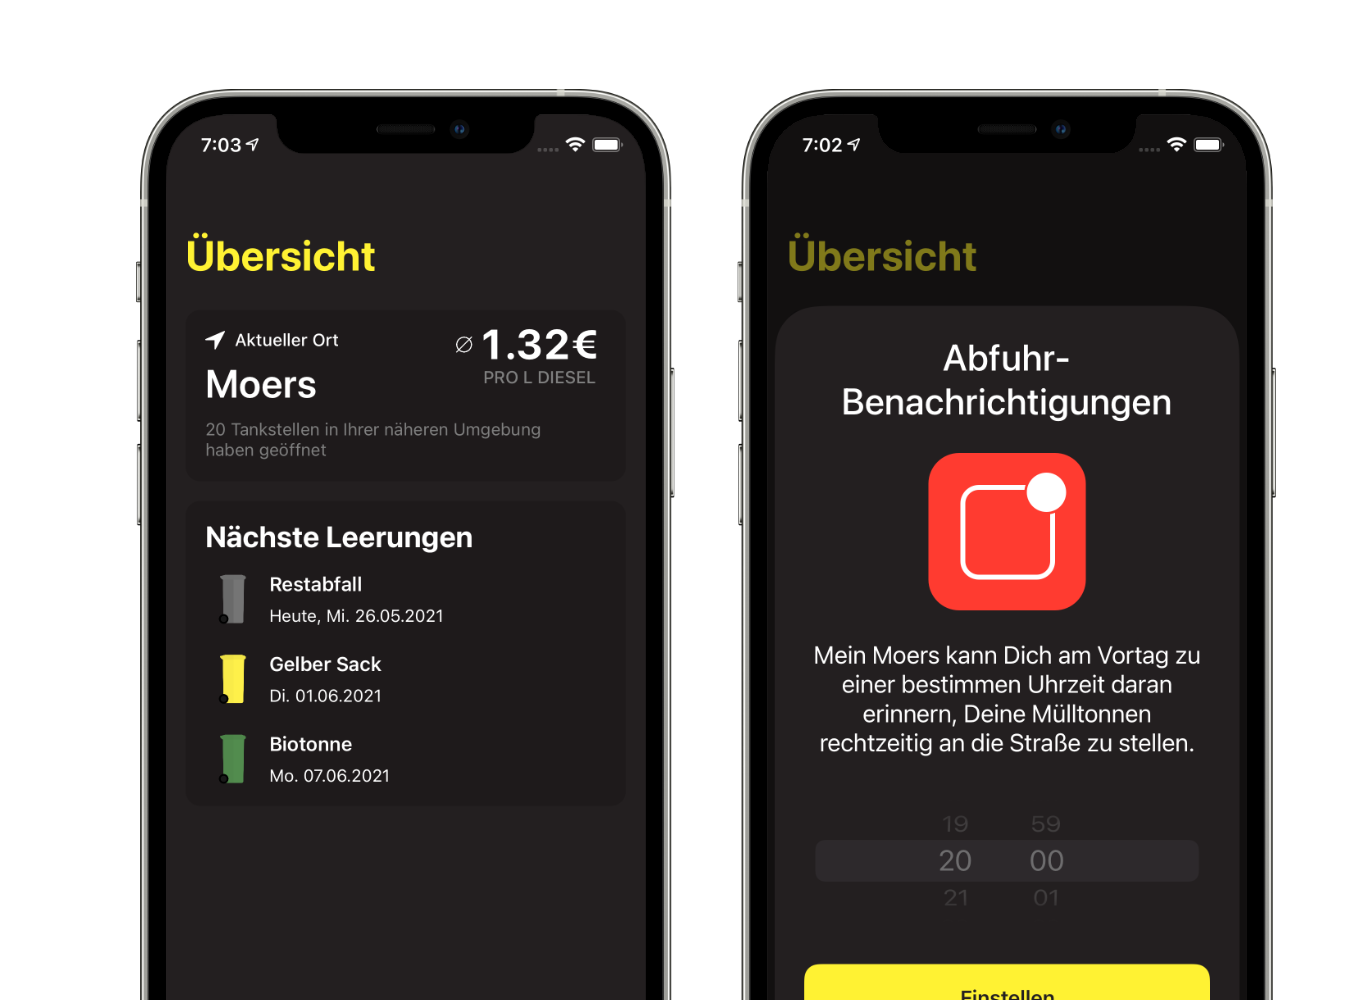 7:03
Übersicht
Aktueller Ort
Moers
∅ 1.32€
PRO L DIESEL
20 Tankstellen in Ihrer näheren Umgebung
haben geöffnet
Nächste Leerungen
Restabfall
Heute, Mi. 26.05.2021
Gelber Sack
Di. 01.06.2021
Biotonne
Mo. 07.06.2021
7:02
Übersicht
Abfuhr-
Benachrichtigungen
Mein Moers kann Dich am Vortag zu
einer bestimmen Uhrzeit daran
erinnern, Deine Mülltonnen
rechtzeitig an die Straße zu stellen.
19 59
20 00
21 01
Einstellen